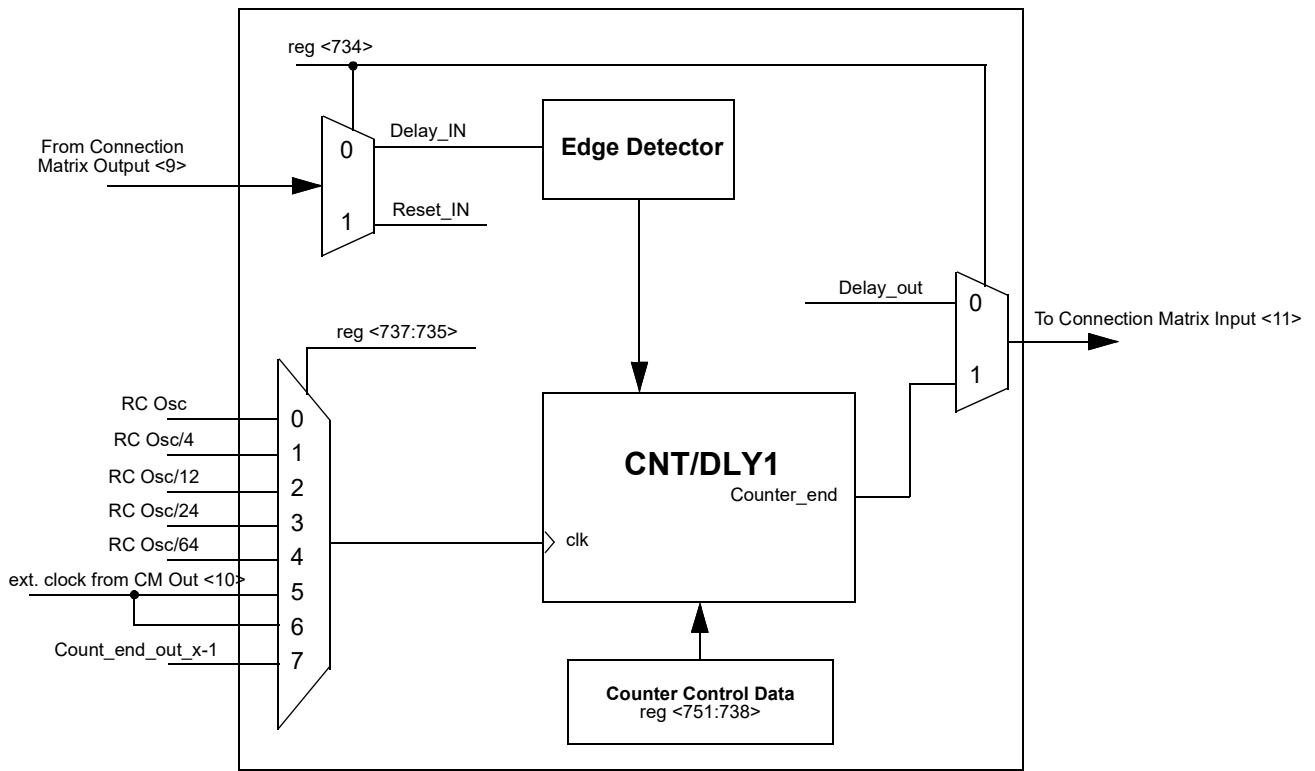 reg <734>
From Connection
Matrix Output <9>
0
1
Delay_IN
Reset_IN
Edge Detector
Delay_out
0
1
To Connection Matrix Input <11>
reg <737:735>
RC Osc
RC Osc/4
RC Osc/12
RC Osc/24
RC Osc/64
ext. clock from CM Out <10>
Count_end_out_x-1
0
1
2
3
4
5
6
7
CNT/DLY1
Counter_end
clk
Counter Control Data
reg <751:738>